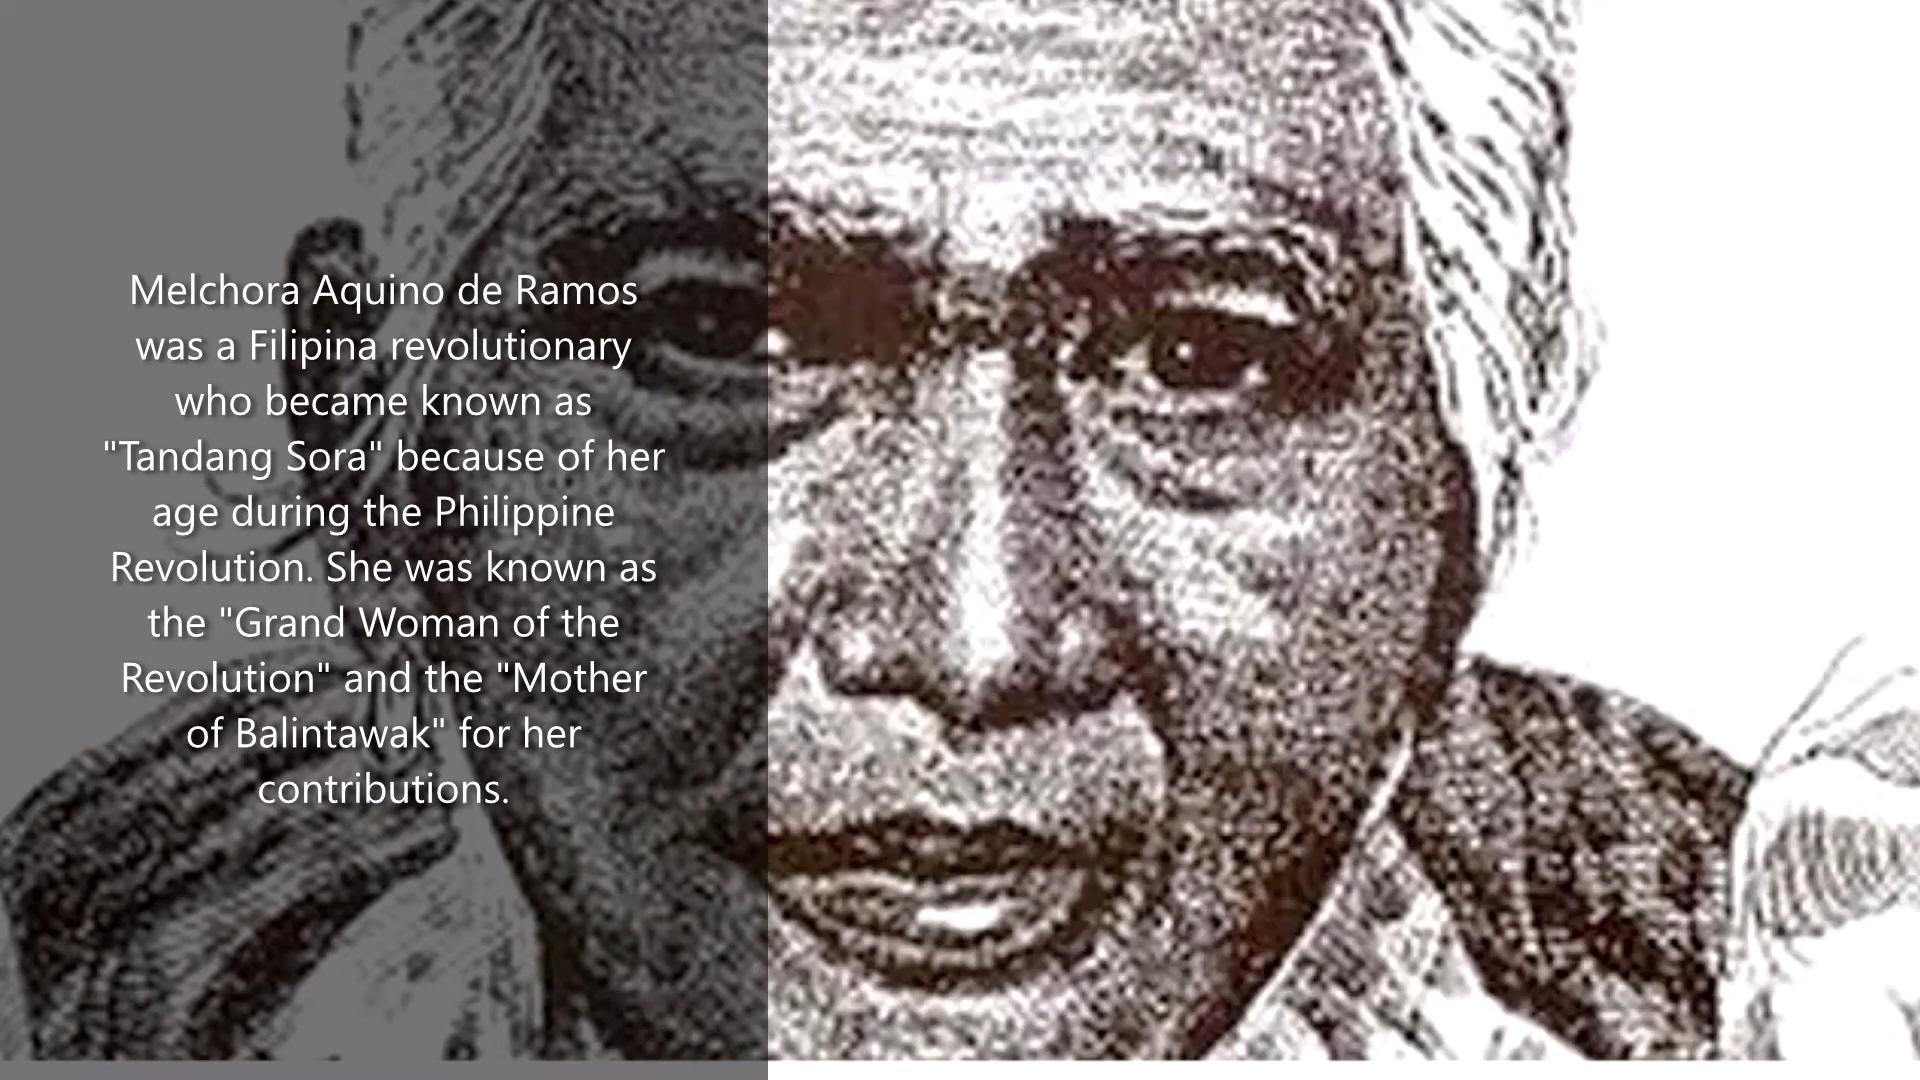 Melchora Aquino de Ramos
was a Filipina revolutionary
who became known as
"Tandang Sora" because of her
age during the Philippine
Revolution. She was known as
the "Grand Woman of the
Revolution" and the "Mother
of Balintawak" for her
contributions.